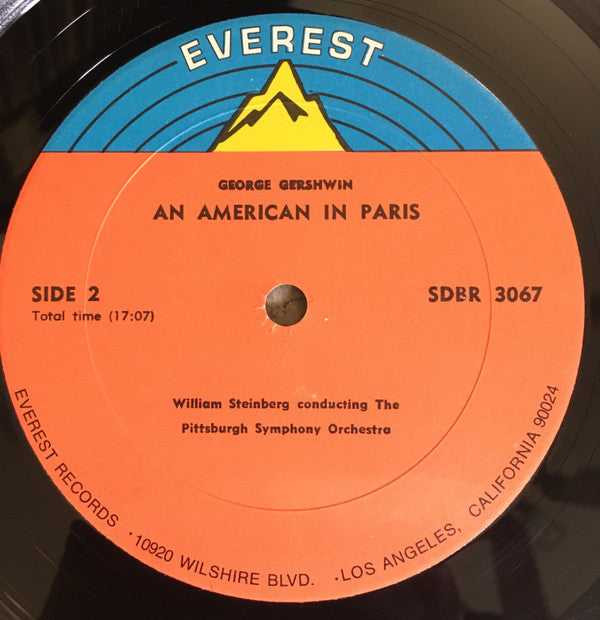 EVEREST
GEORGE GERSHWIN
AN AMERICAN IN PARIS
SIDE 2
Total time (17:07)
SDBR 3067
William Steinberg conducting The
Pittsburgh Symphony Orchestra
EVEREST RECORDS · 10920 WILSHIRE BLVD. · LOS ANGELES, CALIFORNIA 90024